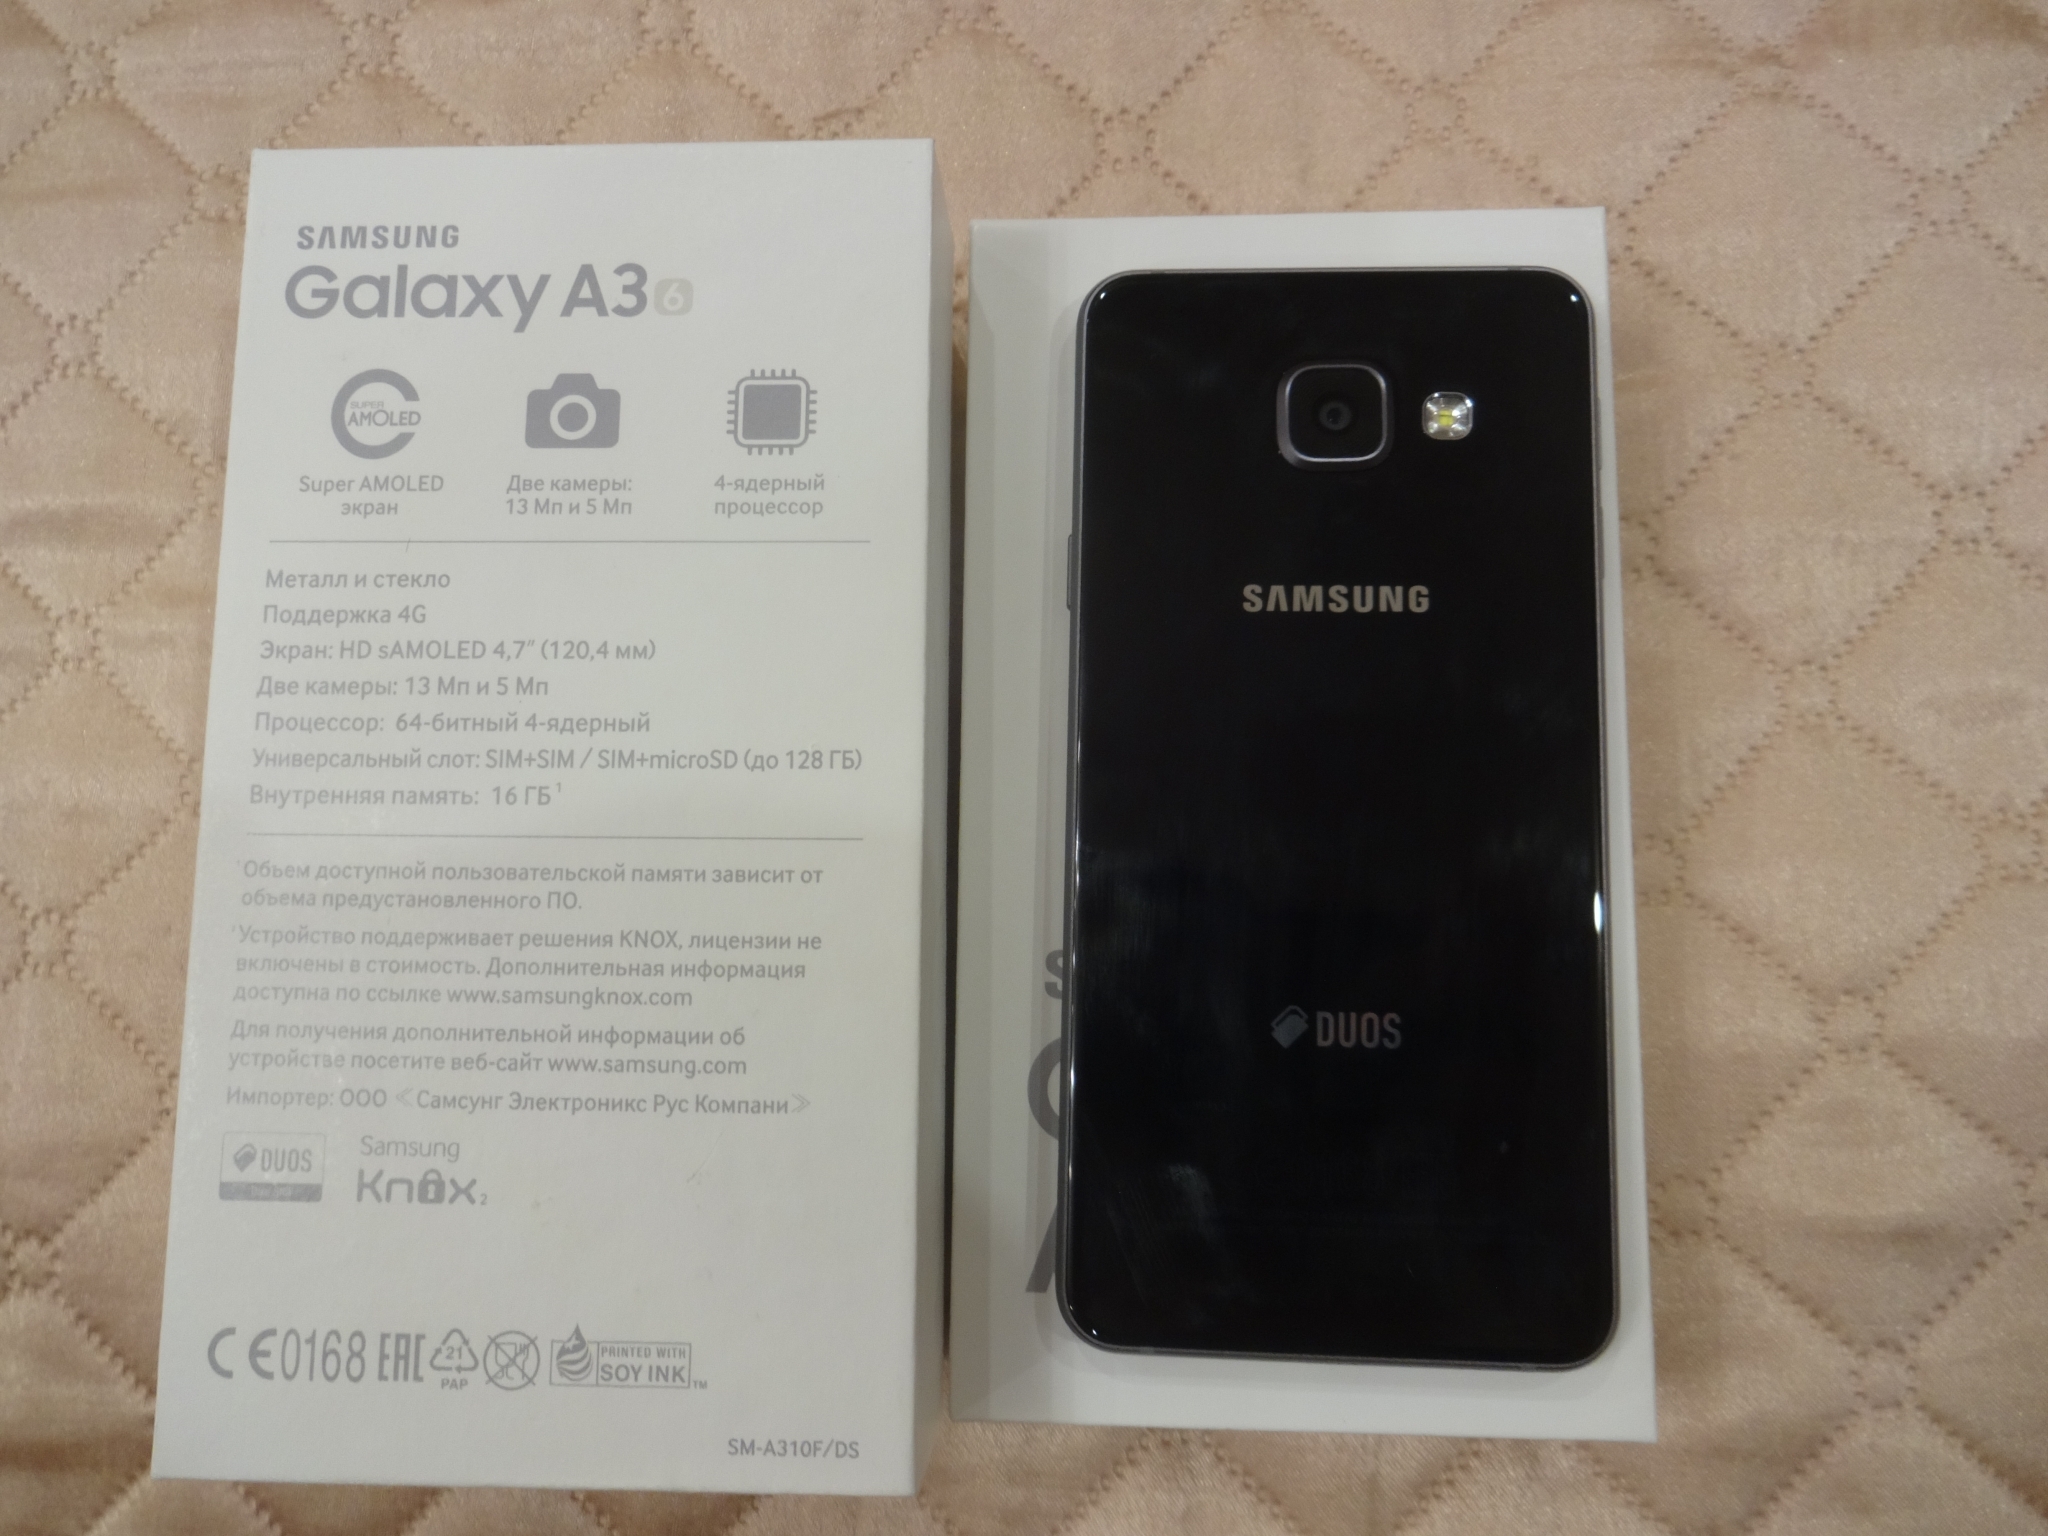 SAMSUNG
Galaxy A3 6
SUPER
AMOLED
Super AMOLED
экран
Две камеры:
13 Мп и 5 Мп
4-ядерный
процессор
Металл и стекло
Поддержка 4G
Экран: HD sAMOLED 4,7" (120,4 мм)
Две камеры: 13 Мп и 5 Мп
Процессор: 64-битный 4-ядерный
Универсальный слот: SIM+SIM / SIM+microSD (до 128 ГБ)
Внутренняя память: 16 ГБ¹
¹Объем доступной пользовательской памяти зависит от
объема предустановленного ПО.
Устройство поддерживает решения KNOX, лицензии не
включены в стоимость. Дополнительная информация
доступна по ссылке www.samsungknox.com
Для получения дополнительной информации об
устройстве посетите веб-сайт www.samsung.com
Импортер: ООО «Самсунг Электроникс Рус Компани»
DUOS
Samsung
Knox 2
CE0168 EAC
21
PAP
PRINTED WITH
SOY INK TM
SM-A310F/DS
SAMSUNG
DUOS